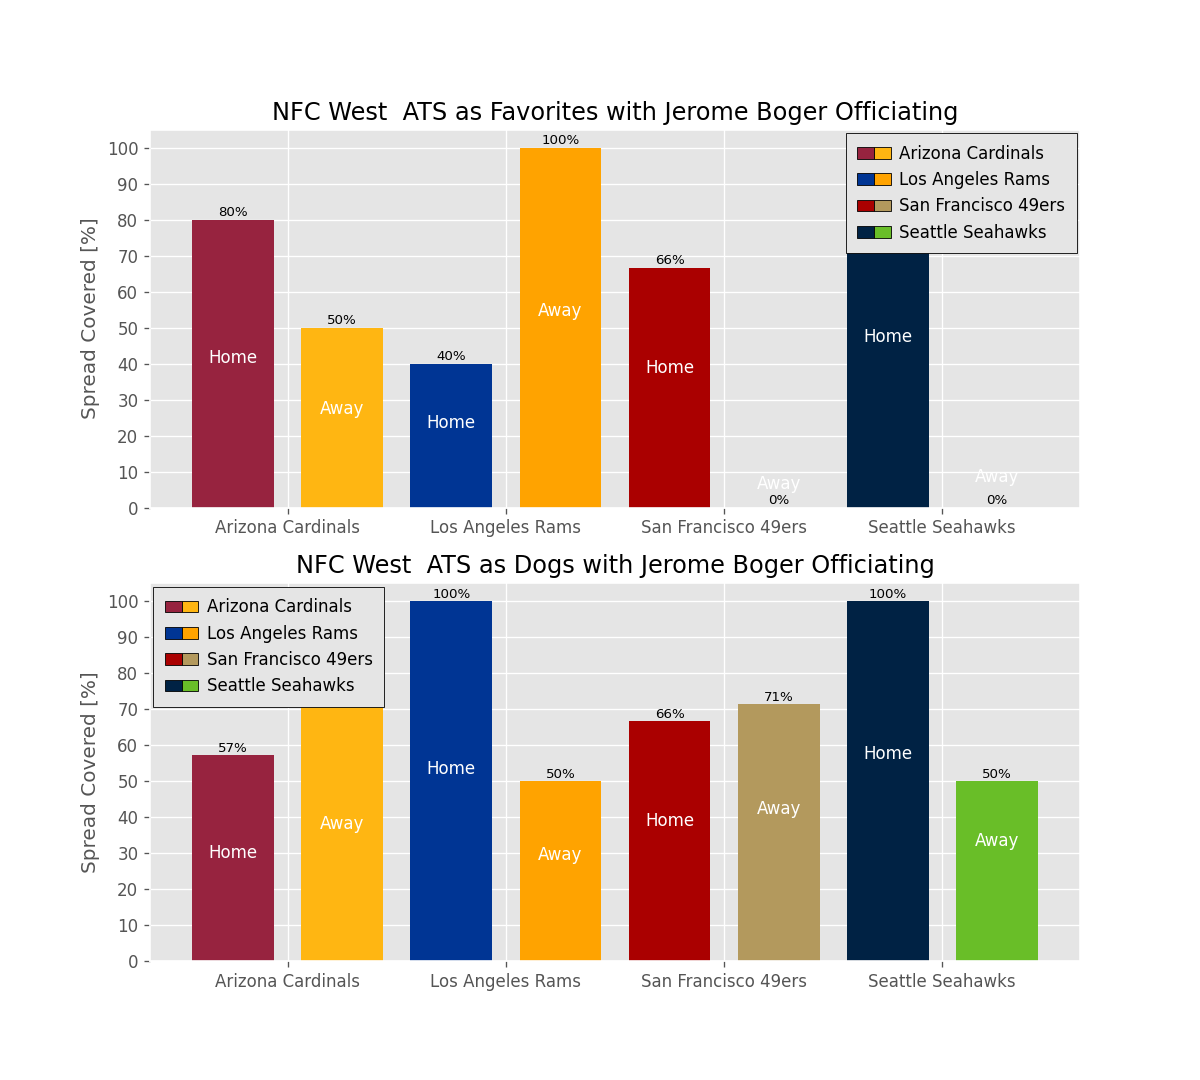 NFC West  ATS as Favorites with Jerome Boger Officiating
Spread Covered [%]
100
90
80
70
60
50
40
30
20
10
0
80%
50%
40%
100%
66%
0%
0%
Home
Away
Home
Away
Home
Away
Home
Away
Arizona Cardinals
Los Angeles Rams
San Francisco 49ers
Seattle Seahawks
Arizona Cardinals
Los Angeles Rams
San Francisco 49ers
Seattle Seahawks
NFC West  ATS as Dogs with Jerome Boger Officiating
Spread Covered [%]
100
90
80
70
60
50
40
30
20
10
0
Arizona Cardinals
Los Angeles Rams
San Francisco 49ers
Seattle Seahawks
57%
100%
50%
66%
71%
100%
50%
Home
Away
Home
Away
Home
Away
Home
Away
Arizona Cardinals
Los Angeles Rams
San Francisco 49ers
Seattle Seahawks